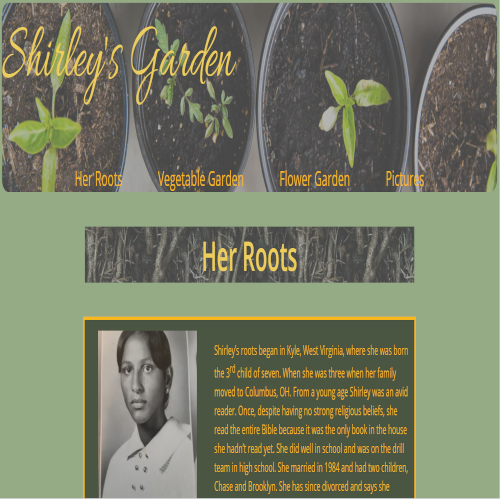 Shirley's Garden
Her Roots Vegetable Garden Flower Garden Pictures
Her Roots
Shirley's roots began in Kyle, West Virginia, where she was born
the 3rd child of seven. When she was three when her family
moved to Columbus, OH. From a young age Shirley was an avid
reader. Once, despite having no strong religious beliefs, she
read the entire Bible because it was the only book in the house
she hadn't read yet. She did well in school and was on the drill
team in high school. She married in 1984 and had two children,
Chase and Brooklyn. She has since divorced and says she